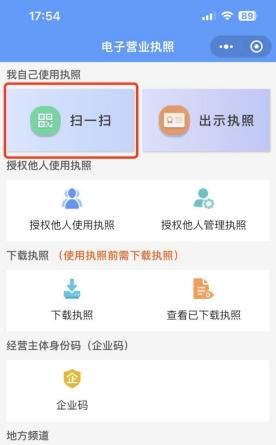 17:54
89
电子营业执照
我自己使用执照
扫一扫
出示执照
授权他人使用执照
授权他人使用执照
授权他人管理执照
下载执照 （使用执照前需下载执照）
下载执照
查看已下载执照
经营主体身份码（企业码）
企
企业码
地方频道